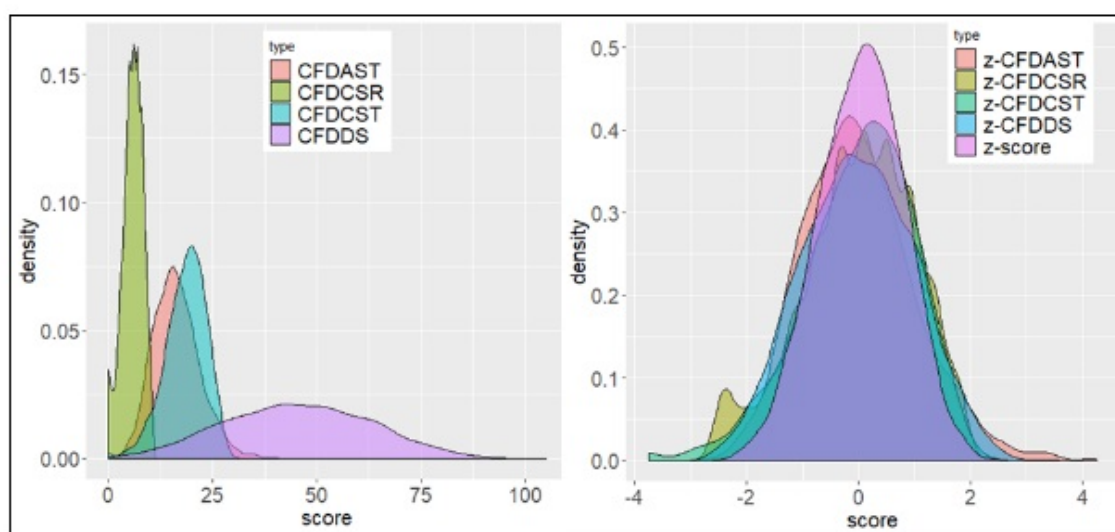 type
CFDAST
CFDCSR
CFDCST
CFDDS
0.15
0.10
0.05
0.00
density
0
25
50
75
100
score
type
z-CFDAST
z-CFDCSR
z-CFDCST
z-CFDDS
z-score
0.5
0.4
0.3
0.2
0.1
0.0
density
-4
-2
0
2
4
score